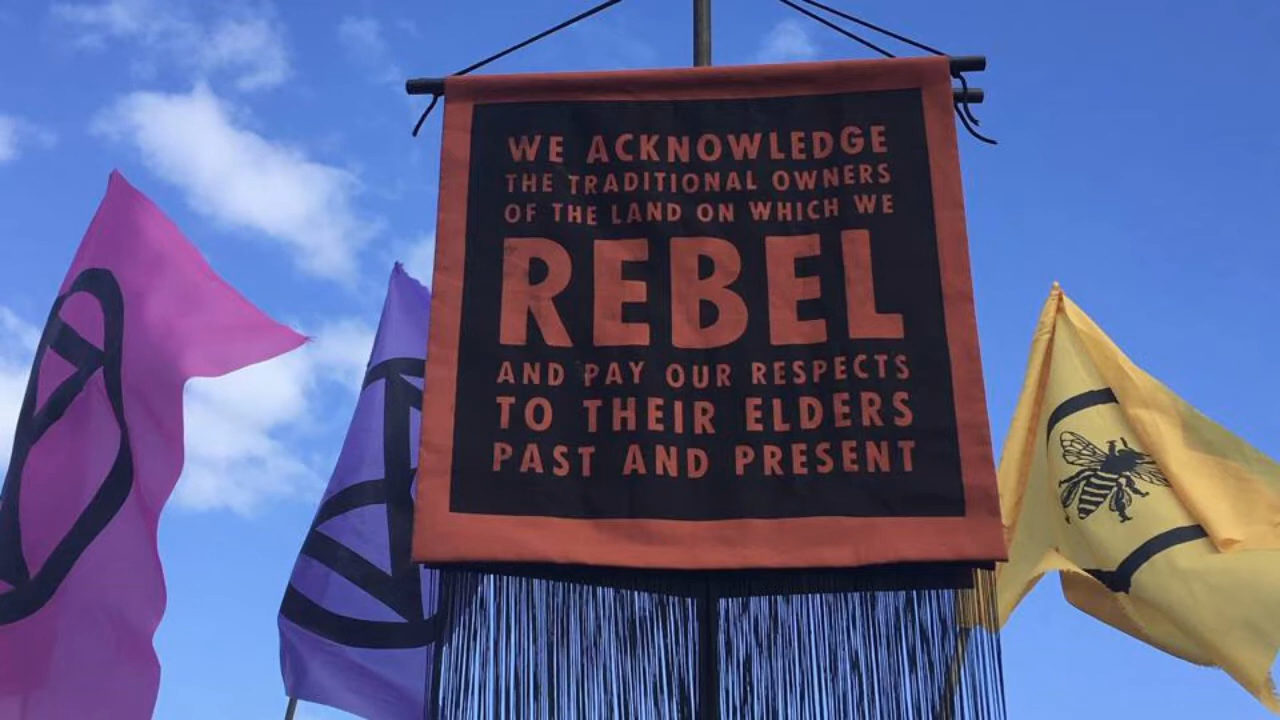 WE ACKNOWLEDGE
THE TRADITIONAL OWNERS
OF THE LAND ON WHICH WE
REBEL
AND PAY OUR RESPECTS
TO THEIR ELDERS
PAST AND PRESENT